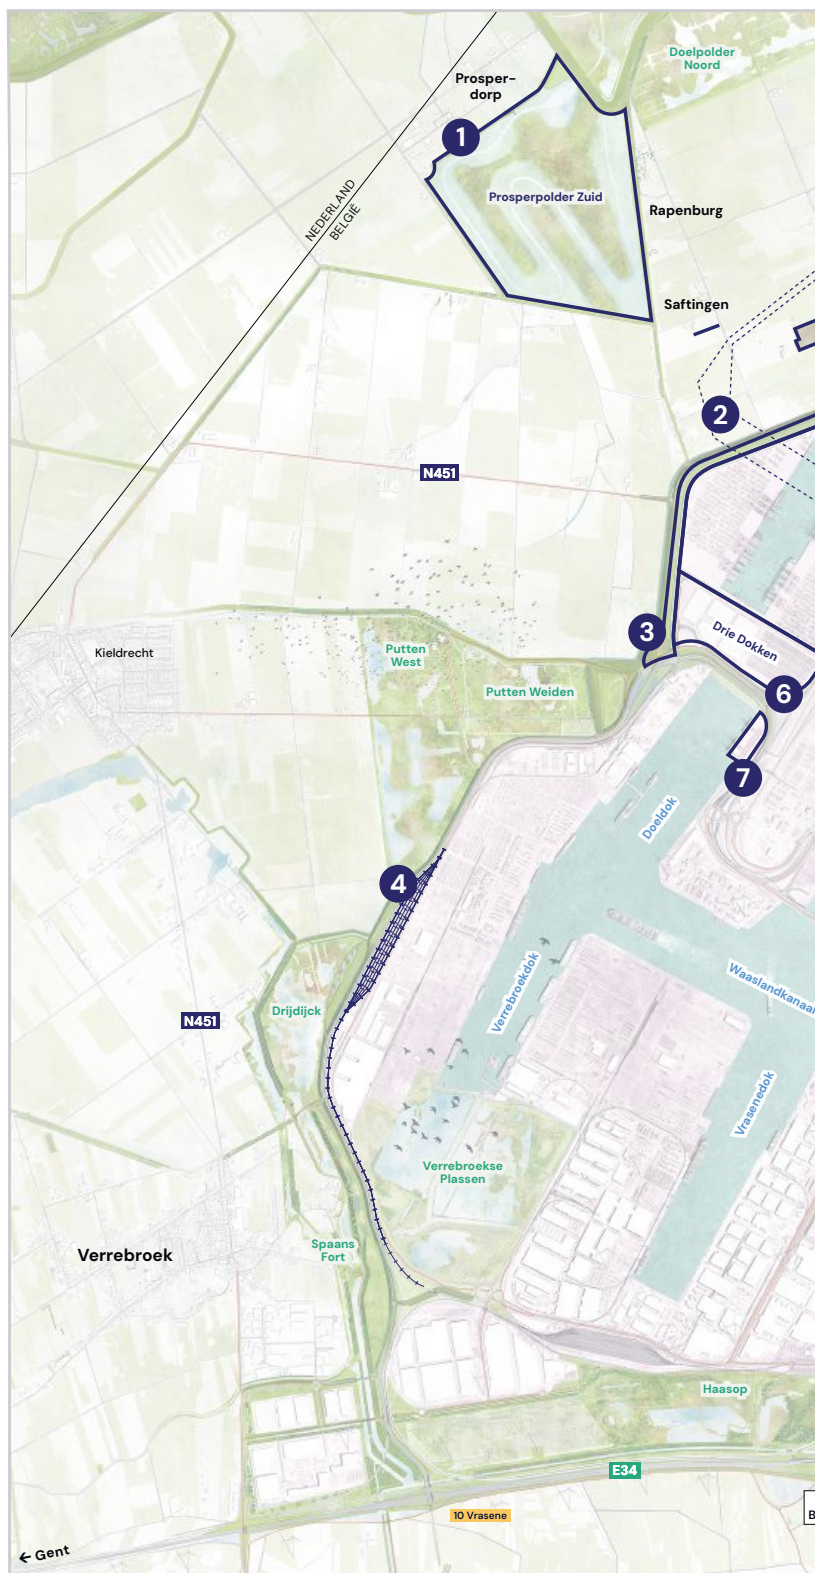 Doelpolder
Noord
Prosper-
dorp
1
Prosperpolder Zuid
NEDERLAND
BELGIË
Rapenburg
Saftingen
2
N451
3
Drie Dokken
Kieldrecht
Putten
West
Putten Weiden
6
7
Doeldok
4
Verrebroekdok
Waaslandkanaa
Drijdijck
N451
Vrasenedok
Verrebroekse
Plassen
Spaans
Fort
Verrebroek
Haasop
E34
10 Vrasene
B
← Gent